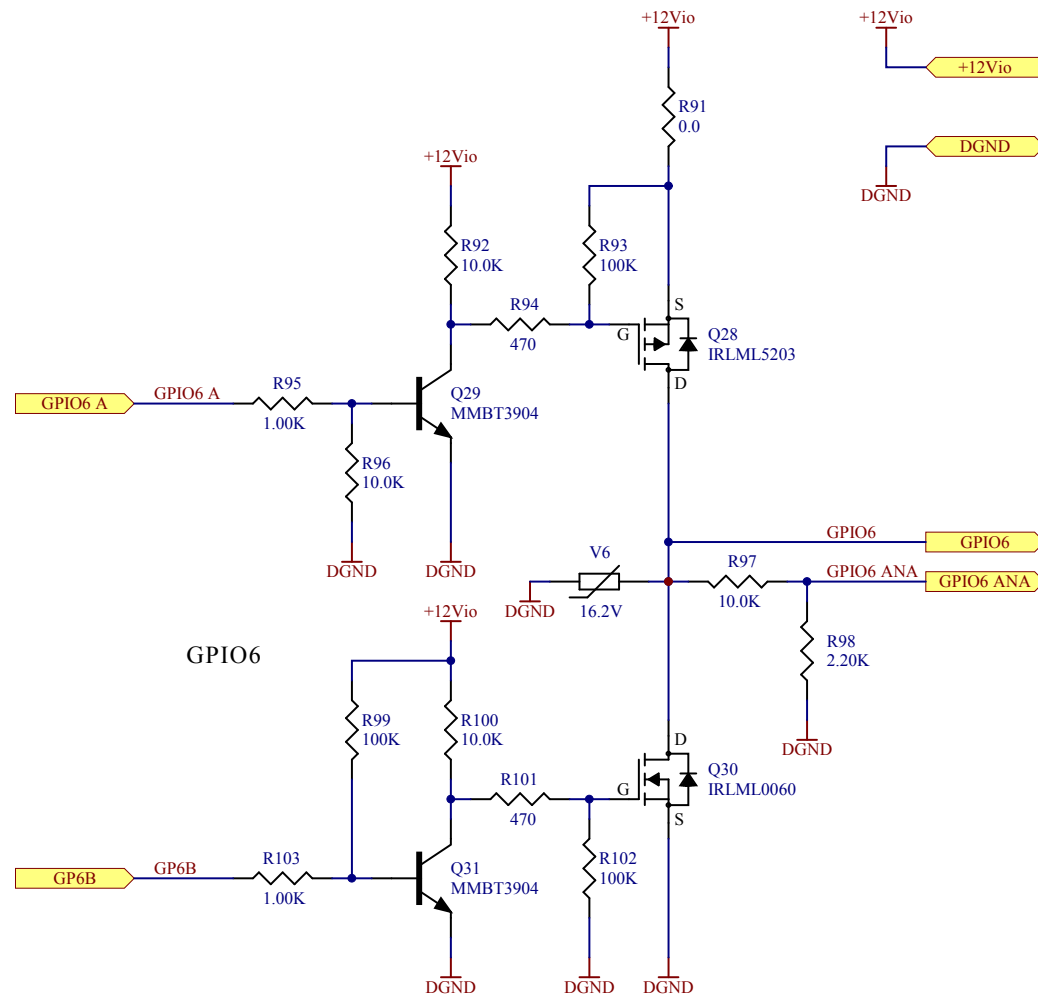 +12Vio
+12Vio
+12Vio
R91
0.0
DGND
+12Vio
DGND
R92
10.0K
R93
100K
R94
470
S
G
Q28
IRLML5203
D
GPIO6 A
GPIO6 A
R95
1.00K
Q29
MMBT3904
R96
10.0K
DGND
DGND
GPIO6
GPIO6
V6
16.2V
DGND
R97
10.0K
GPIO6 ANA
GPIO6 ANA
+12Vio
GPIO6
R98
2.20K
DGND
R99
100K
R100
10.0K
R101
470
D
G
Q30
IRLML0060
S
GP6B
GP6B
R103
1.00K
Q31
MMBT3904
R102
100K
DGND
DGND
DGND